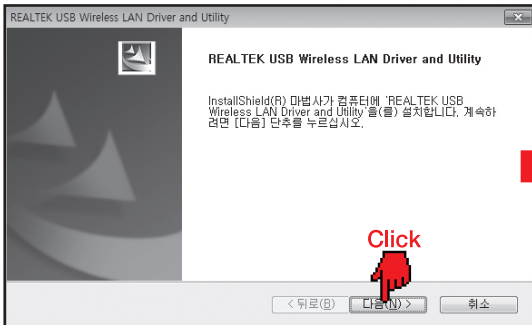 REALTEK USB Wireless LAN Driver and Utility
REALTEK USB Wireless LAN Driver and Utility
InstallShield(R) 마법사가 컴퓨터에 'REALTEK USB
Wireless LAN Driver and Utility'을(를) 설치합니다. 계속하
려면 [다음] 단추를 누르십시오.
Click
< 뒤로(B) 다음(N) > 취소